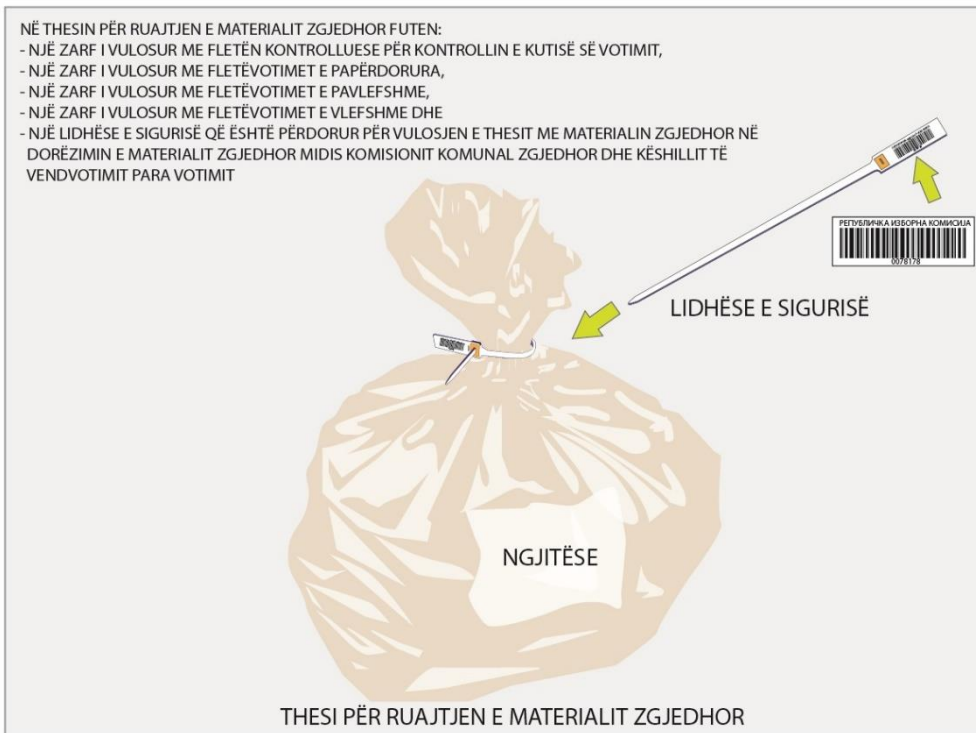 NË THESIN PËR RUAJTJEN E MATERIALIT ZGJEDHOR FUTEN:
- NJË ZARF I VULOSUR ME FLETËN KONTROLLUESE PËR KONTROLLIN E KUTISË SË VOTIMIT,
- NJË ZARF I VULOSUR ME FLETËVOTIMET E PAPËRDORURA,
- NJË ZARF I VULOSUR ME FLETËVOTIMET E PAVLEFSHME,
- NJË ZARF I VULOSUR ME FLETËVOTIMET E VLEFSHME DHE
- NJË LIDHËSE E SIGURISË QË ËSHTË PËRDORUR PËR VULOSJEN E THESIT ME MATERIALIN ZGJEDHOR NË
DORËZIMIN E MATERIALIT ZGJEDHOR MIDIS KOMISIONIT KOMUNAL ZGJEDHOR DHE KËSHILLIT TË
VENDVOTIMIT PARA VOTIMIT
РЕПУБЛИЧКА ИЗБОРНА КОМИСИЈА
0078178
LIDHËSE E SIGURISË
NGJITËSE
THESI PËR RUAJTJEN E MATERIALIT ZGJEDHOR